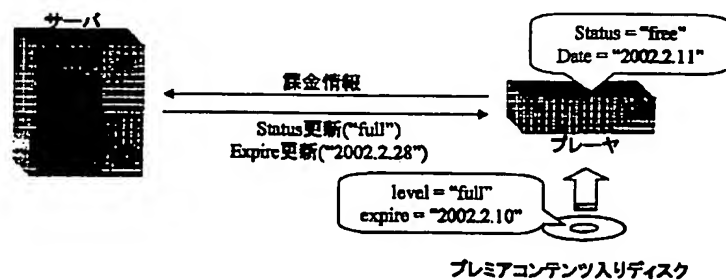 サーバ
Status = “free”
Date = “2002.2.11”
課金情報
Status更新(“full”)
Expire更新(“2002.2.28”)
プレーヤ
level = “full”
expire = “2002.2.10”
プレミアコンテンツ入りディスク